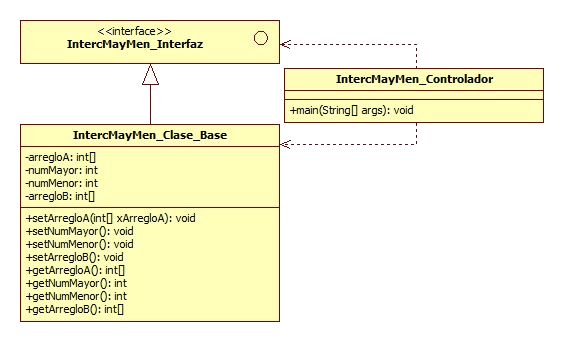 <<interface>>
IntercMayMen_Interfaz
IntercMayMen_Controlador
+main(String[] args): void
IntercMayMen_Clase_Base
-arregloA: int[]
-numMayor: int
-numMenor: int
-arregloB: int[]
+setArregloA(int[] xArregloA): void
+setNumMayor(): void
+setNumMenor(): void
+setArregloB(): void
+getArregloA(): int[]
+getNumMayor(): int
+getNumMenor(): int
+getArregloB(): int[]